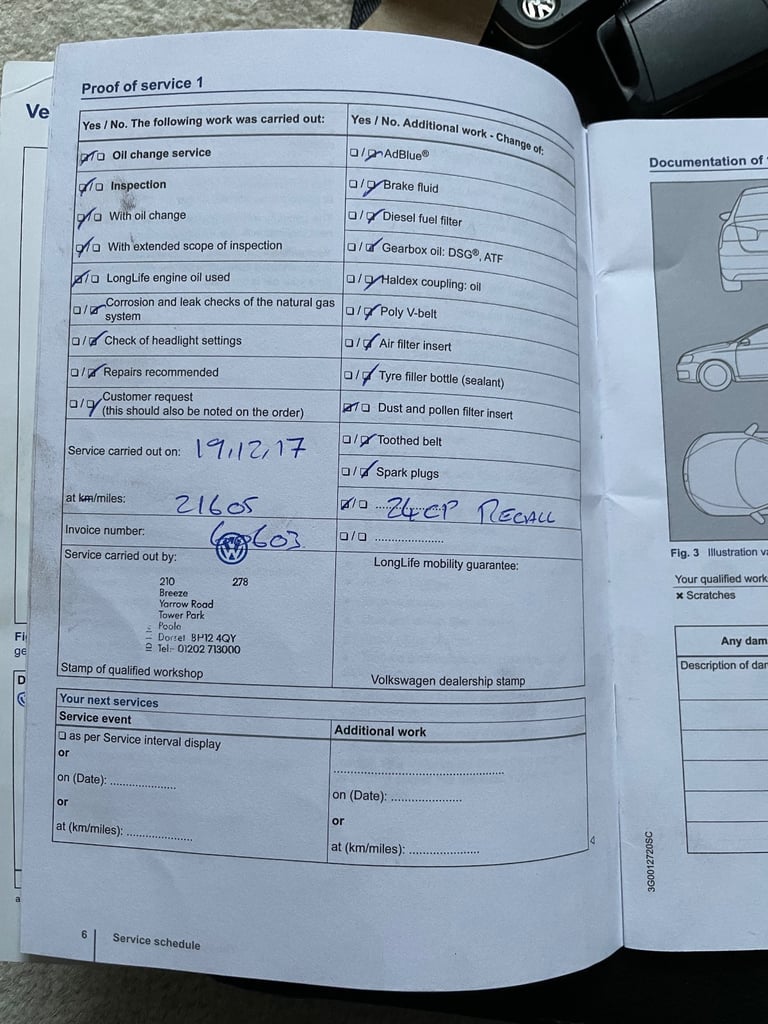 Ve
Proof of service 1
Yes / No. The following work was carried out:
Yes / No. Additional work - Change of:
Oil change service
AdBlue®
Inspection
Brake fluid
With oil change
Diesel fuel filter
With extended scope of inspection
Gearbox oil: DSG®, ATF
LongLife engine oil used
Haldex coupling: oil
Corrosion and leak checks of the natural gas
system
Poly V-belt
Check of headlight settings
Air filter insert
Repairs recommended
Tyre filler bottle (sealant)
Customer request
(this should also be noted on the order)
Dust and pollen filter insert
Service carried out on: 19,12,17
Toothed belt
Spark plugs
at km/miles: 21605
24CP RECALL
Invoice number:
Service carried out by:
LongLife mobility guarantee:
210 278
Breeze
Yarrow Road
Tower Park
Poole
Dorset BH12 4QY
Tel:- 01202 713000
Stamp of qualified workshop
Volkswagen dealership stamp
Your next services
Service event
Additional work
as per Service interval display
or
on (Date): ..................
or
at (km/miles): ..................
on (Date): ...................
or
at (km/miles): ...................
6
Service schedule
Documentation of
Fig. 3 Illustration va
Your qualified work
× Scratches
Any dam
Description of dar
3G0012720SC
Fi
ge
D
a